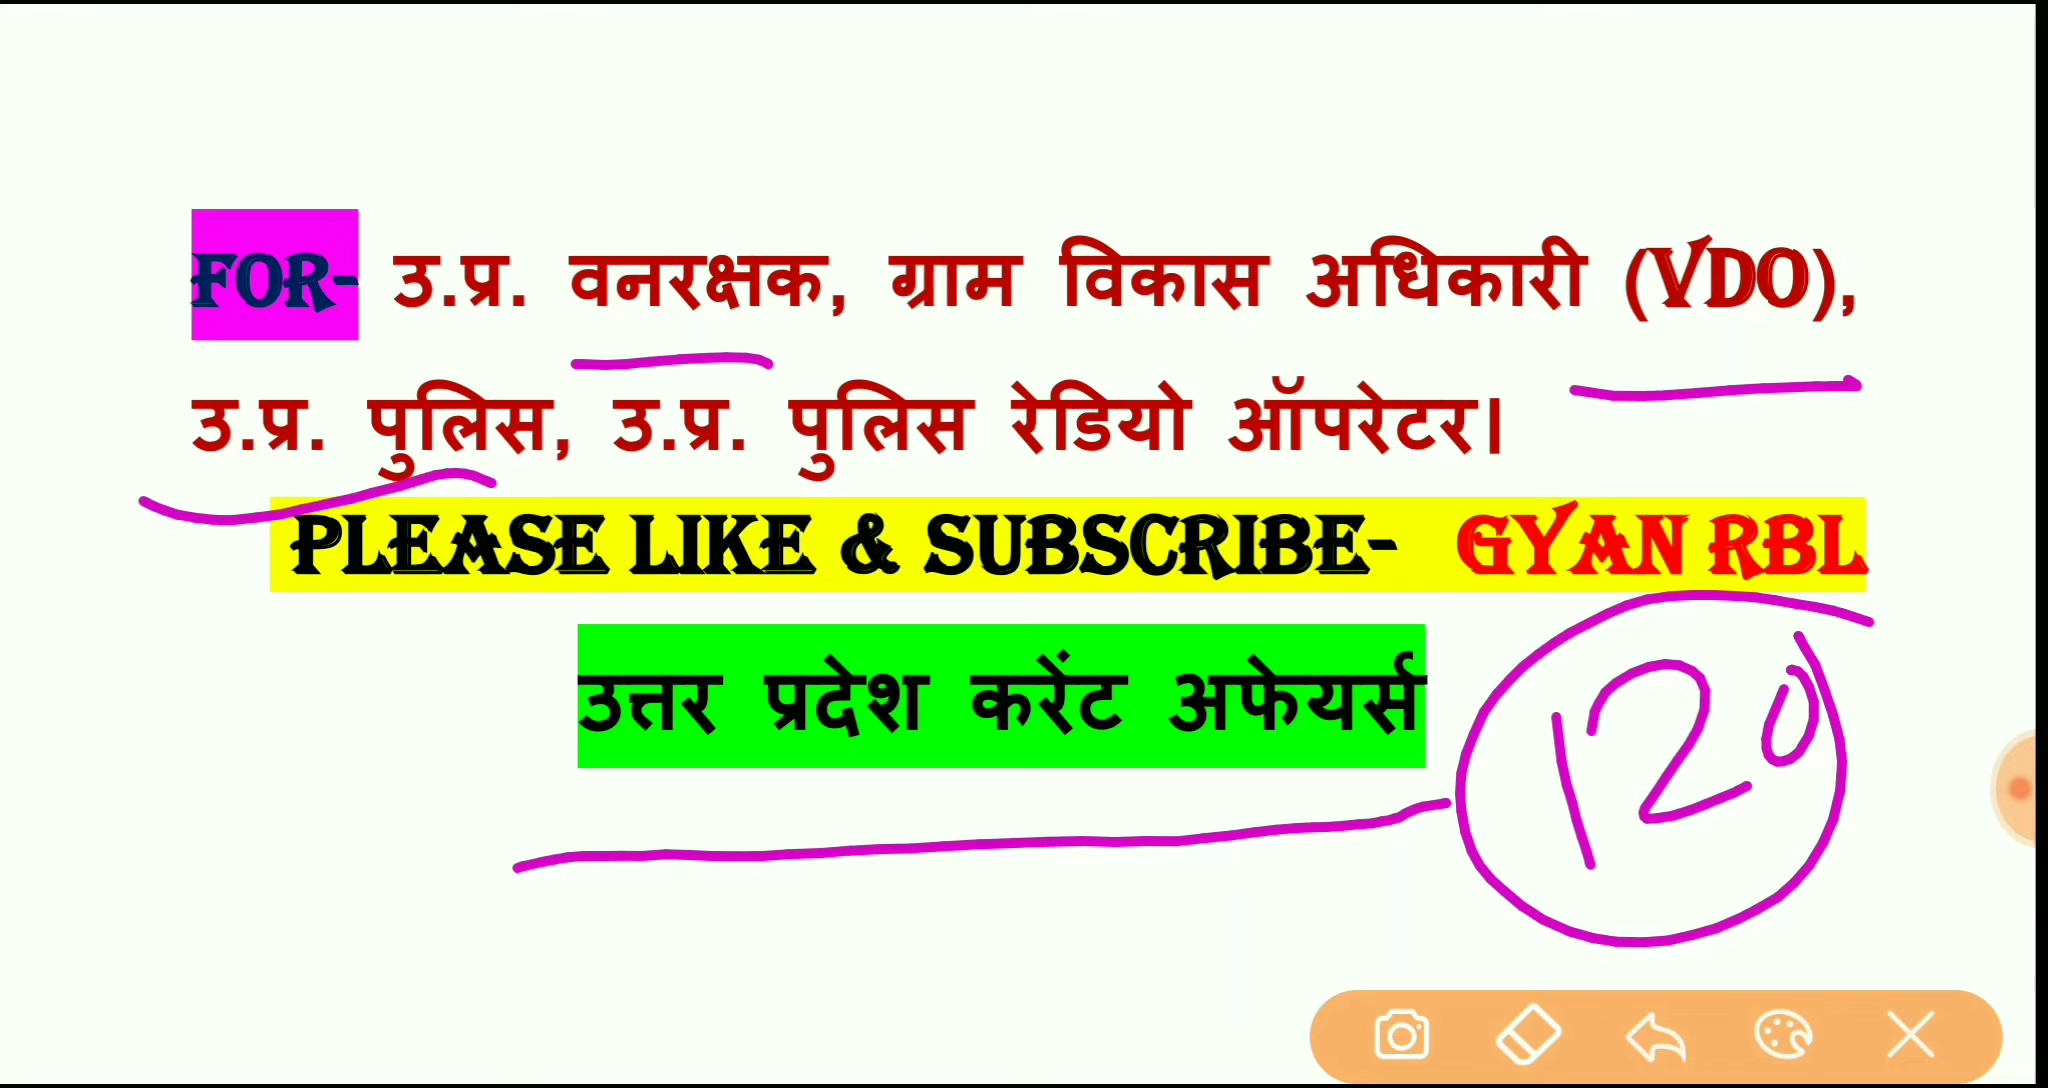 FOR- उ.प्र. वनरक्षक, ग्राम विकास अधिकारी (VDO),
उ.प्र. पुलिस, उ.प्र. पुलिस रेडियो ऑपरेटर।
PLEASE LIKE & SUBSCRIBE- GYAN RBL
उत्तर प्रदेश करेंट अफेयर्स
120